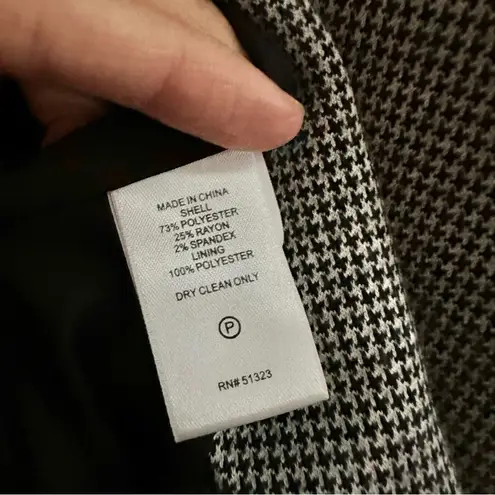 MADE IN CHINA
SHELL
73% POLYESTER
25% RAYON
2% SPANDEX
LINING
100% POLYESTER
DRY CLEAN ONLY
P
RN# 51323